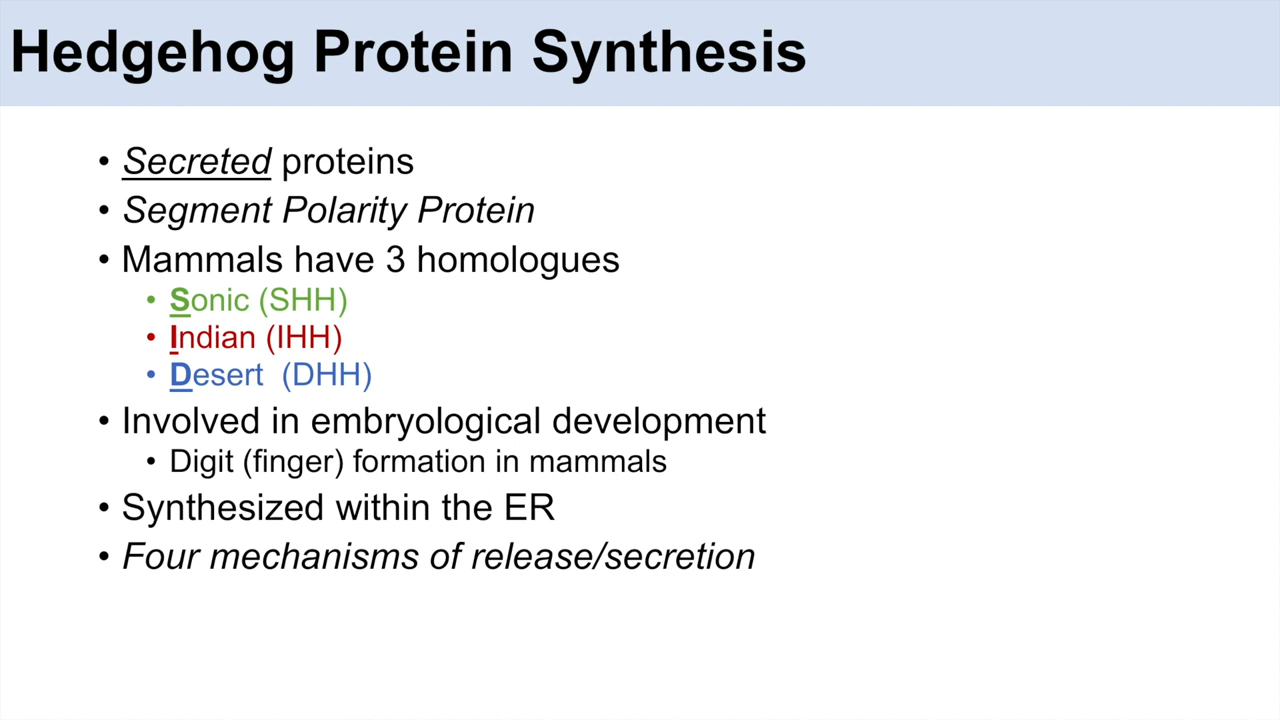 Hedgehog Protein Synthesis
• Secreted proteins
• Segment Polarity Protein
• Mammals have 3 homologues
• Sonic (SHH)
• Indian (IHH)
• Desert  (DHH)
• Involved in embryological development
• Digit (finger) formation in mammals
• Synthesized within the ER
• Four mechanisms of release/secretion